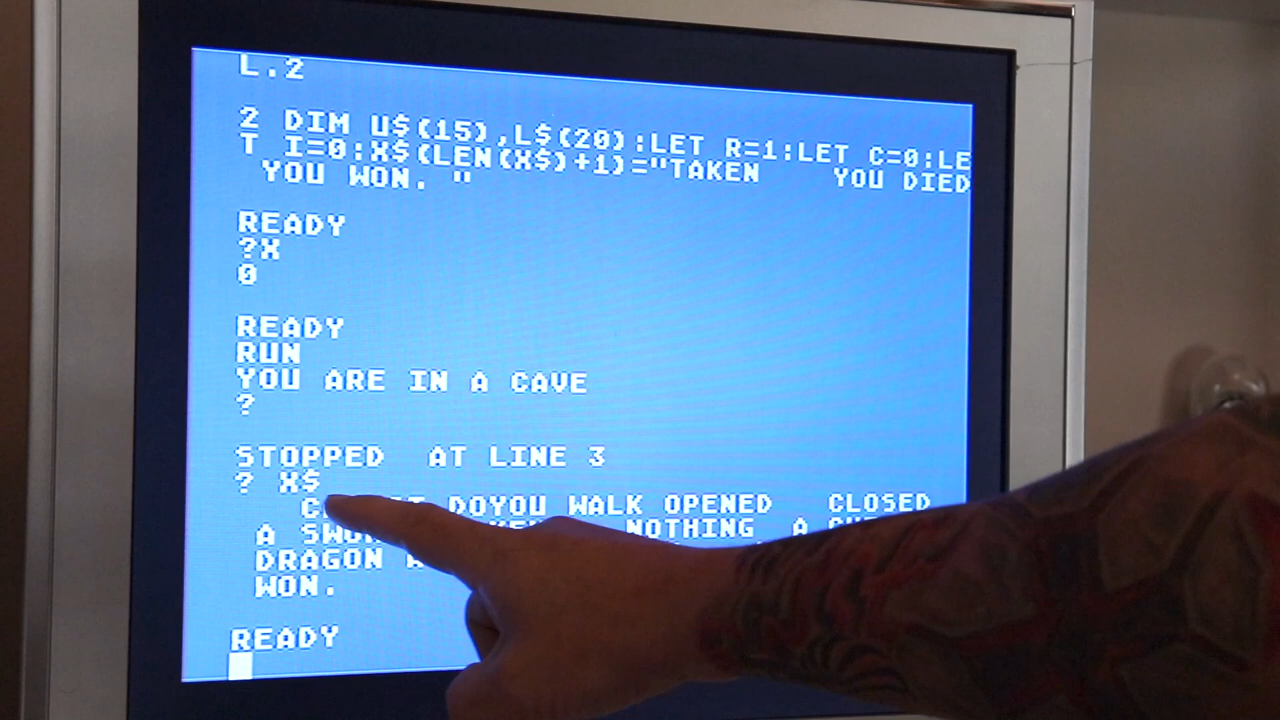 L.2
2 DIM U$(15),L$(20):LET R=1:LET C=0:LE
T I=0:X$(LEN(X$)+1)="TAKEN YOU DIED
YOU WON. "
READY
?X
0
READY
RUN
YOU ARE IN A CAVE
?
STOPPED AT LINE 3
? X$
DOYOU WALK OPENED CLOSED
A NOTHING A
DRAGON
WON.
READY